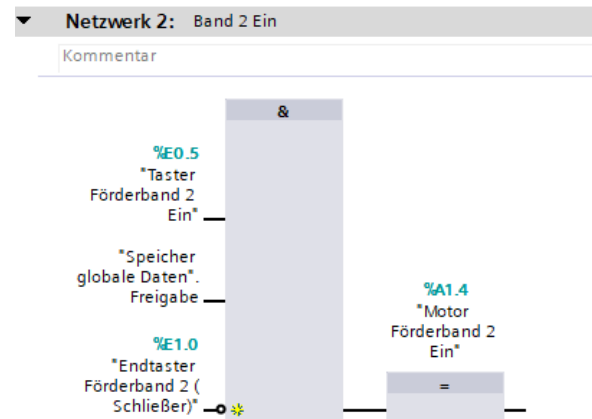 Netzwerk 2: Band 2 Ein
Kommentar
&
%E0.5
"Taster
Förderband 2
Ein"
"Speicher
globale Daten".
Freigabe
%E1.0
"Endtaster
Förderband 2 (
Schließer)"
%A1.4
"Motor
Förderband 2
Ein"
=